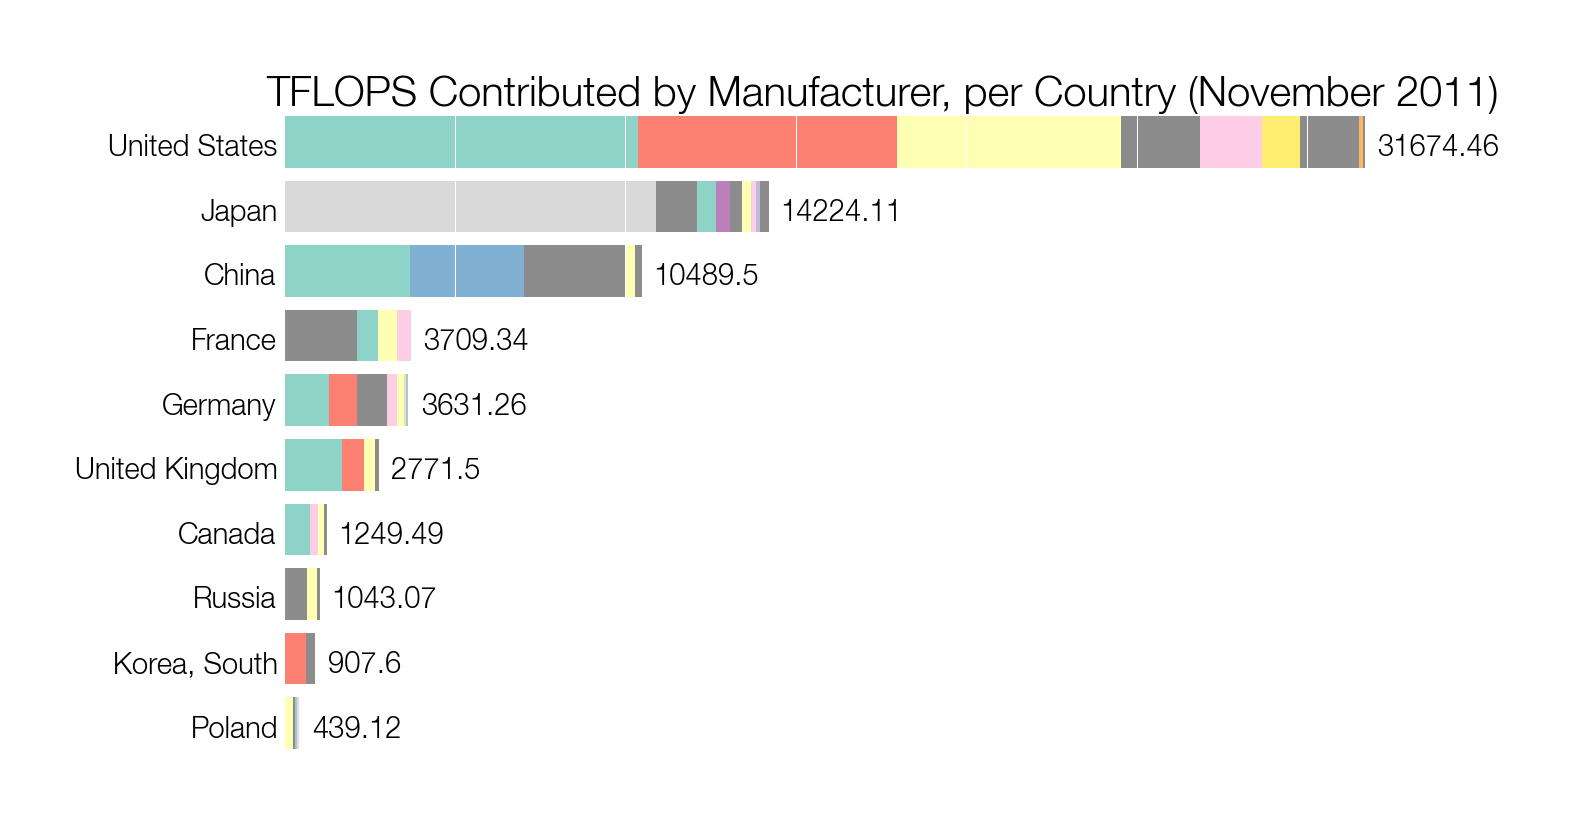 TFLOPS Contributed by Manufacturer, per Country (November 2011)
United States 31674.46
Japan 14224.11
China 10489.5
France 3709.34
Germany 3631.26
United Kingdom 2771.5
Canada 1249.49
Russia 1043.07
Korea, South 907.6
Poland 439.12